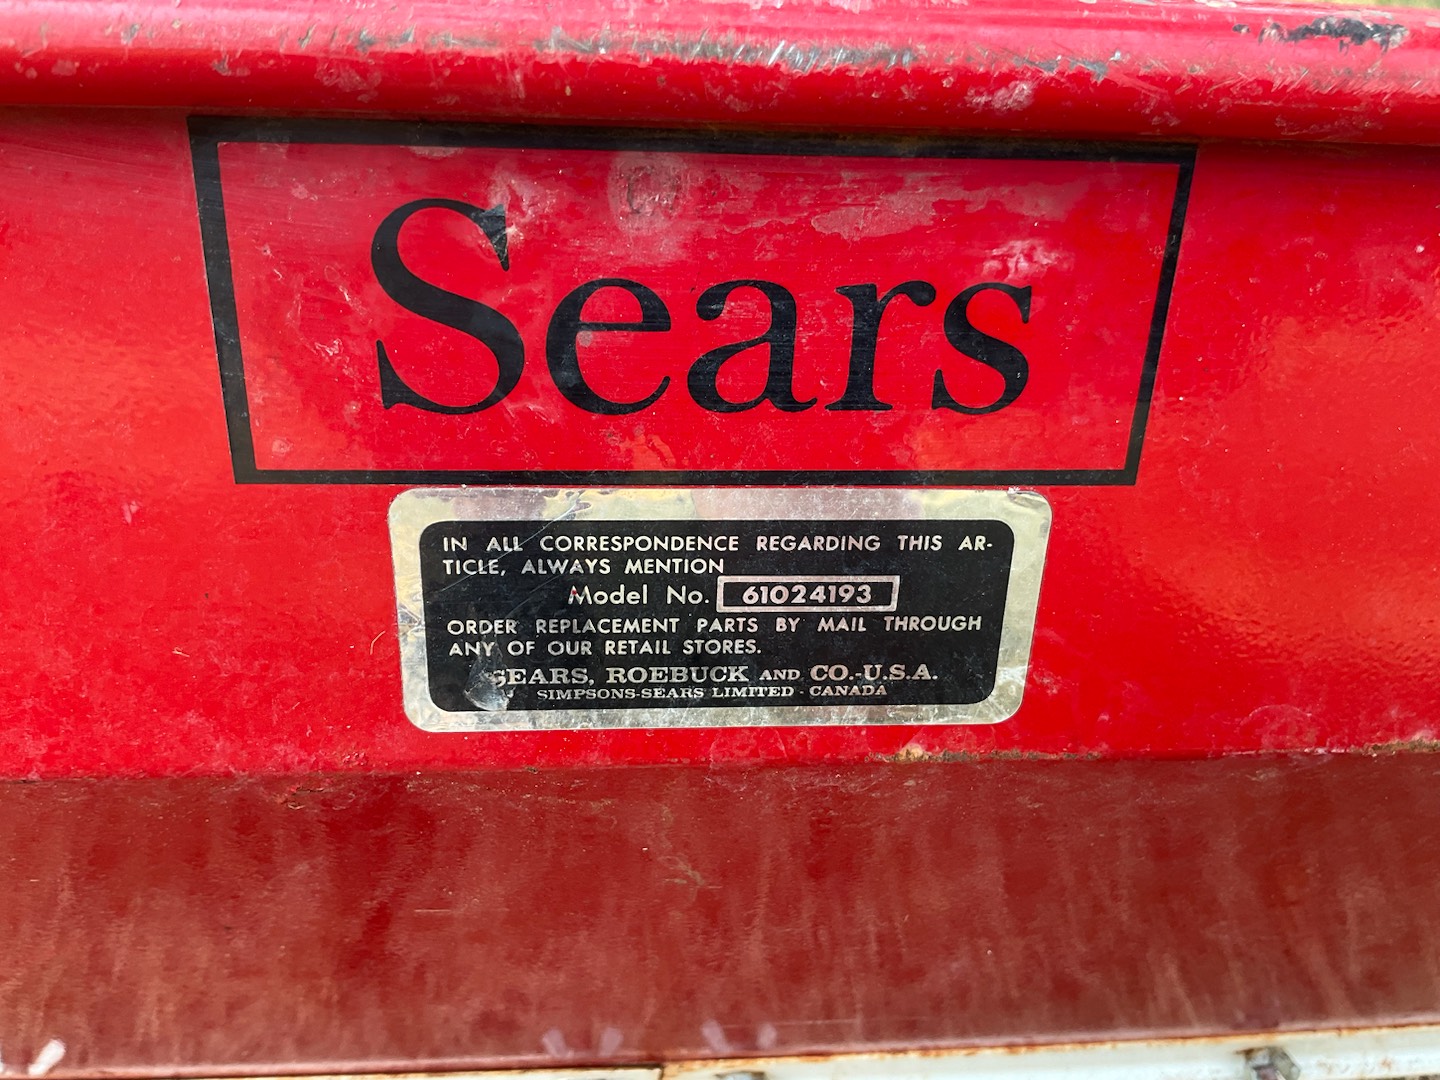 Sears
IN ALL CORRESPONDENCE REGARDING THIS AR-
TICLE, ALWAYS MENTION
Model No. 61024193
ORDER REPLACEMENT PARTS BY MAIL THROUGH
ANY OF OUR RETAIL STORES.
SEARS, ROEBUCK AND CO.-U.S.A.
SIMPSONS-SEARS LIMITED - CANADA